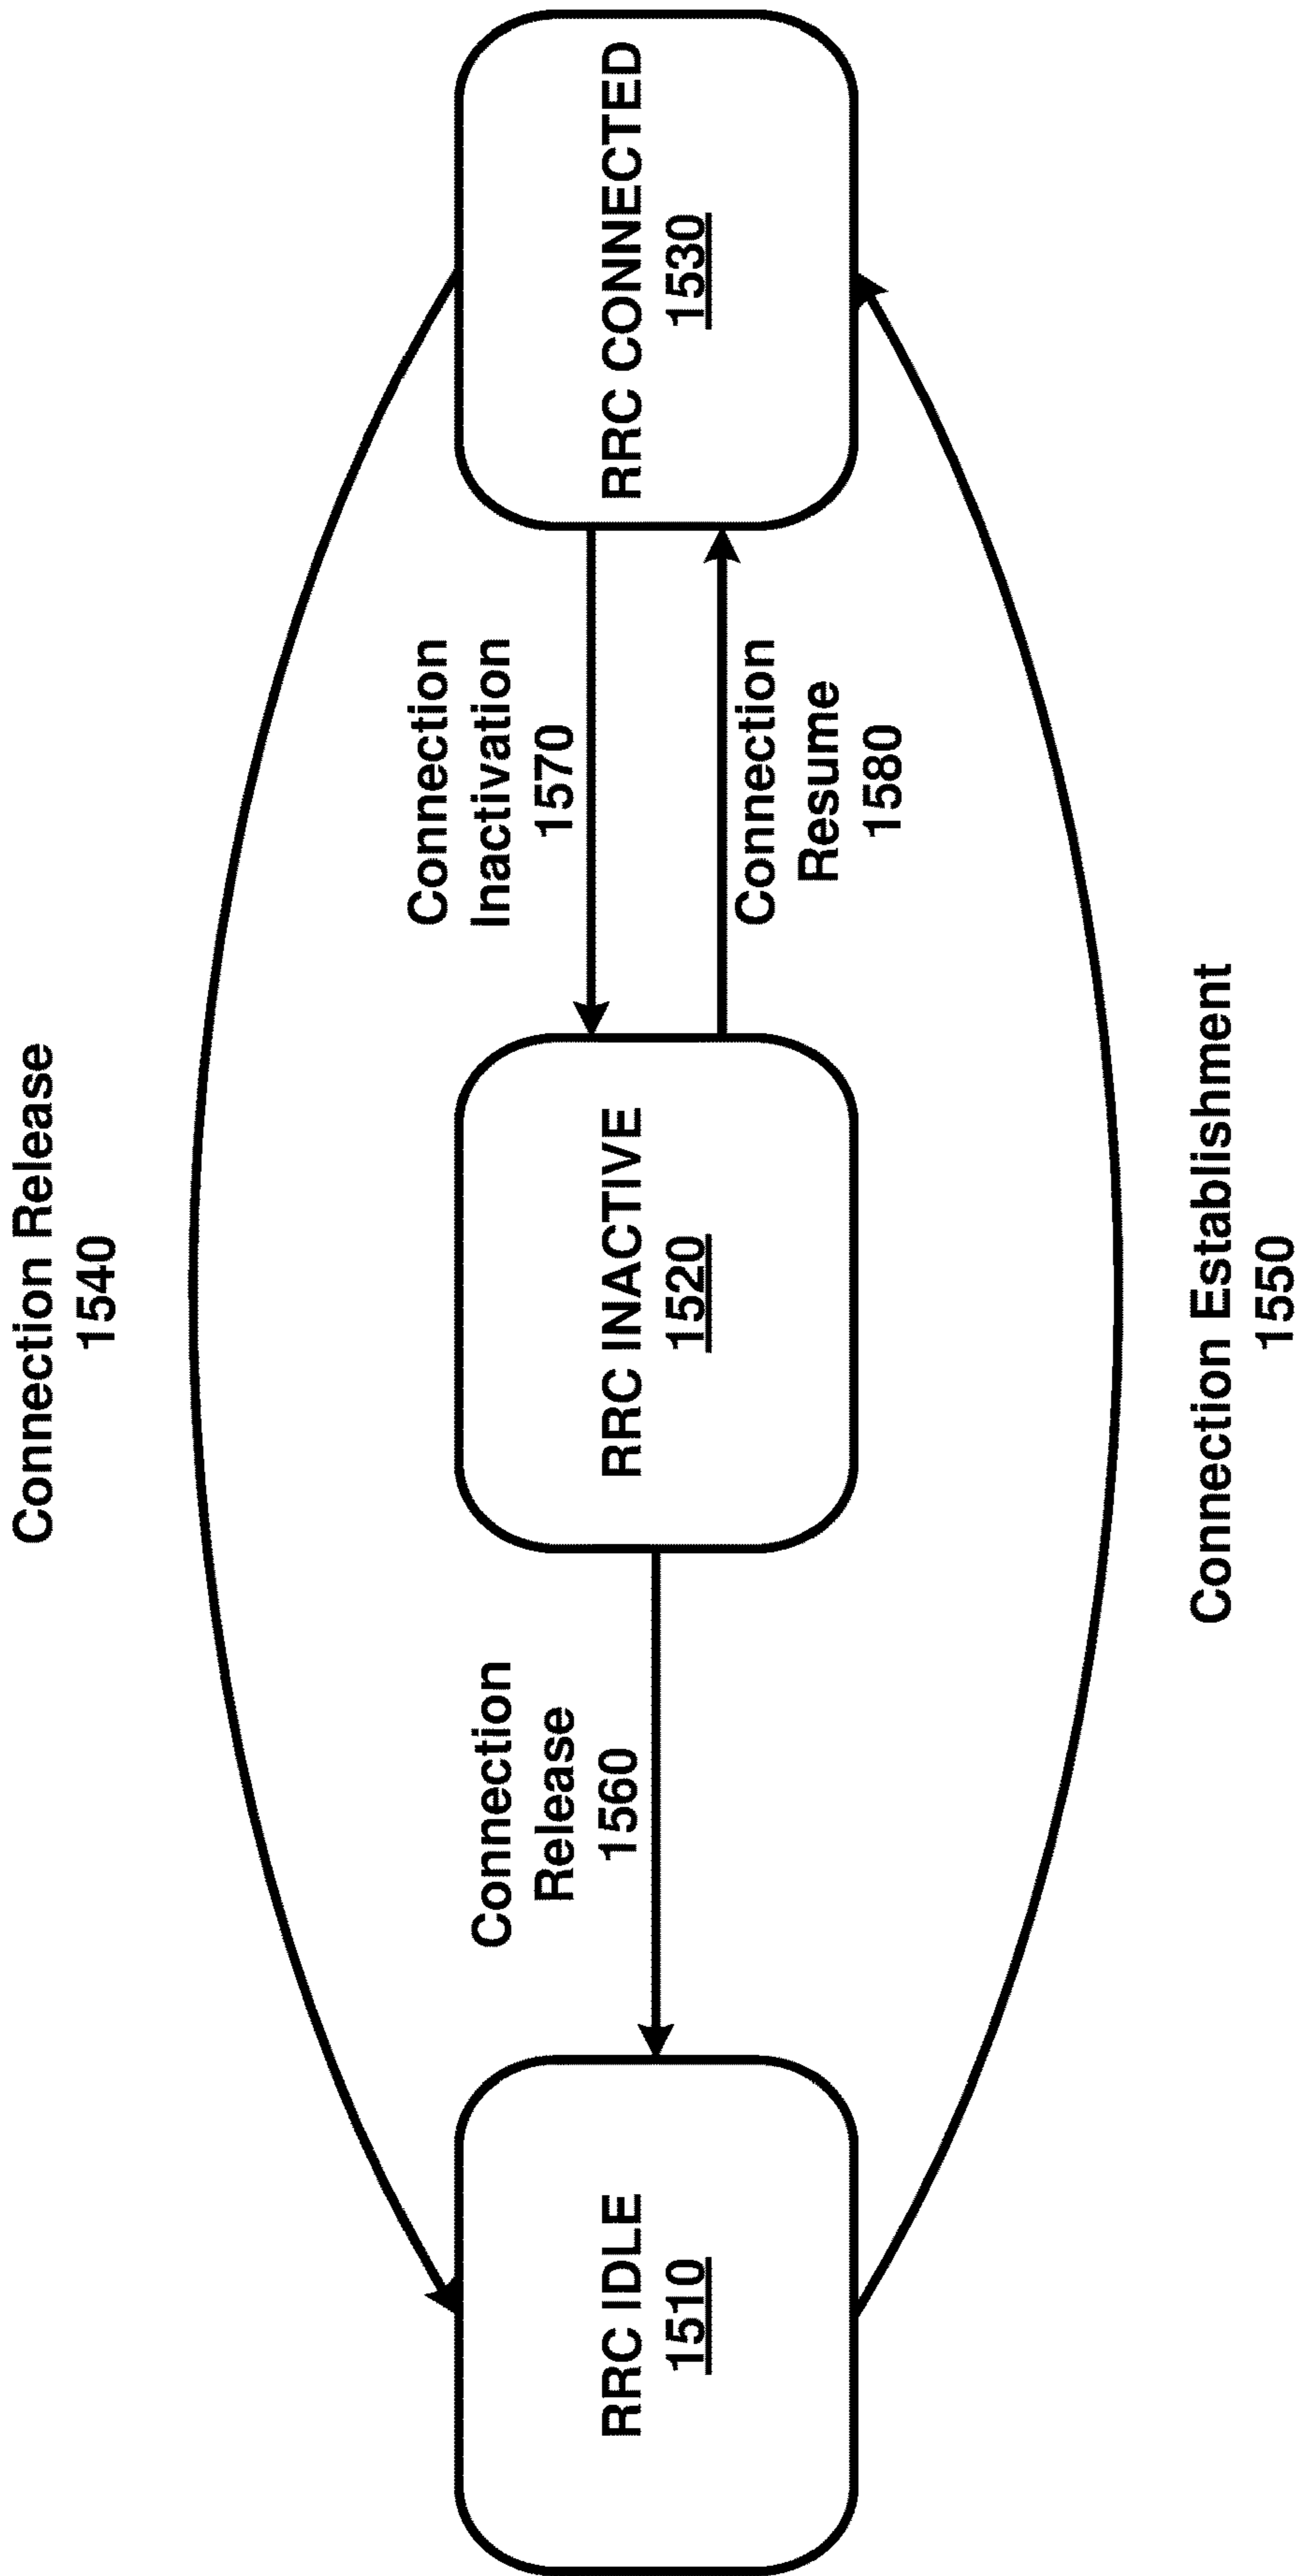 Connection Release
1540
RRC IDLE
1510
Connection
Release
1560
RRC INACTIVE
1520
Connection
Inactivation
1570
Connection
Resume
1580
RRC CONNECTED
1530
Connection Establishment
1550